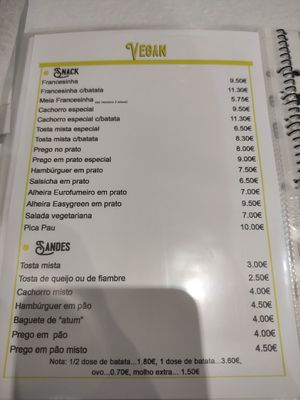 VEGAN
SNACK
Francesinha 9.50€
Francesinha c/batata 11.30€
Meia Francesinha 5.75€
Cachorro especial 9.50€
Cachorro especial c/batata 11.30€
Tosta mista especial 6.50€
Tosta mista c/batata 8.30€
Prego no prato 8.00€
Prego em prato especial 9.00€
Hambúrguer em prato 7.50€
Salsicha em prato 6.50€
Alheira Eurofumeiro em prato 7.00€
Alheira Easygreen em prato 9.50€
Salada vegetariana 7.00€
Pica Pau 10.00€
SANDES
Tosta mista 3,00€
Tosta de queijo ou de fiambre 2.50€
Cachorro misto 4.00€
Hambúrguer em pão 4.50€
Baguete de "atum" 4.00€
Prego em pão 4.00€
Prego em pão misto 4.50€
Nota: 1/2 dose de batata...1.80€, 1 dose de batata...3.60€,
ovo...0.70€, molho extra... 1.50€